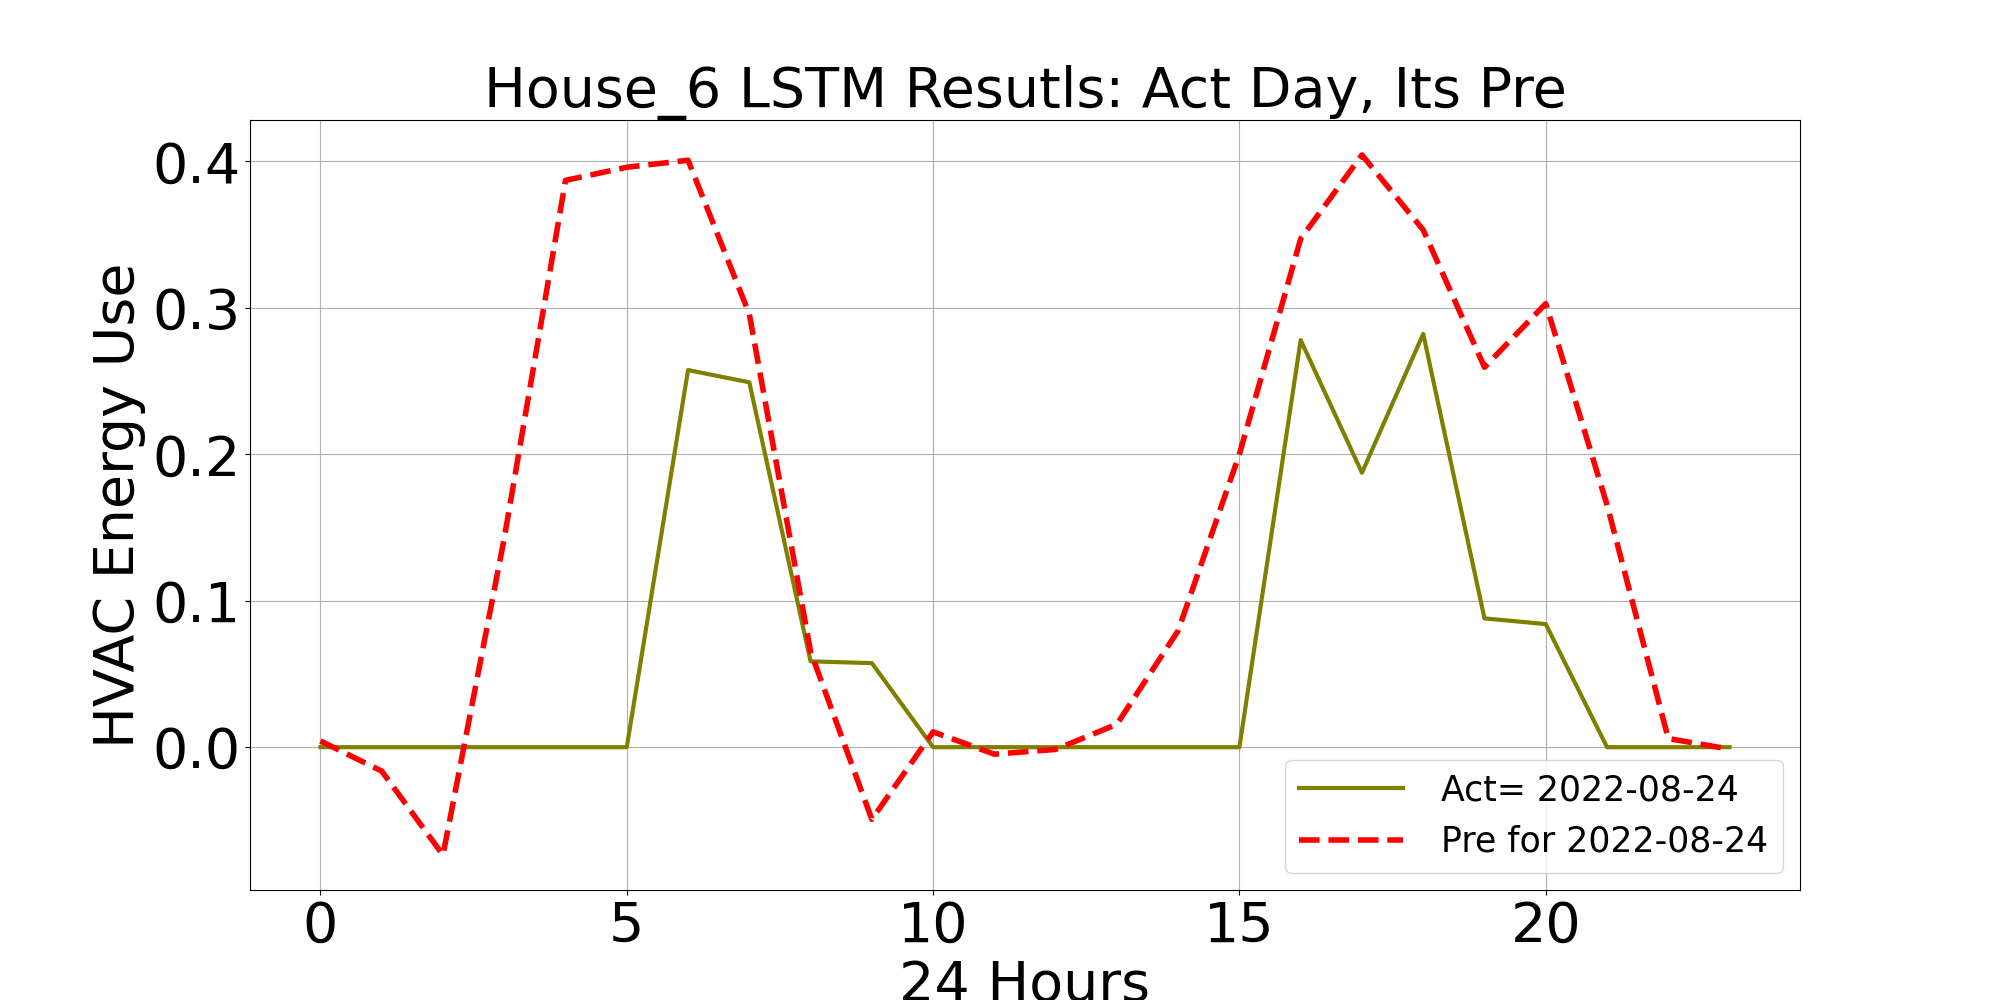 House_6 LSTM Resutls: Act Day, Its Pre
HVAC Energy Use
0.4
0.3
0.2
0.1
0.0
Act= 2022-08-24
Pre for 2022-08-24
0 5 10 15 20
24 Hours